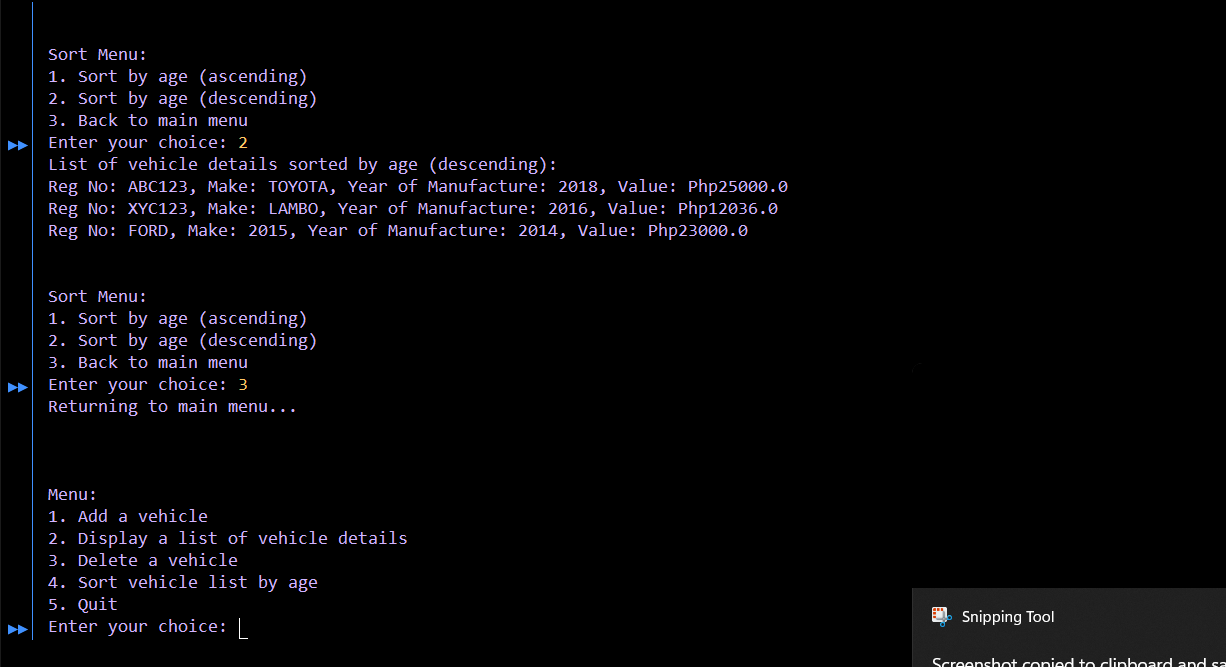 Sort Menu:
1. Sort by age (ascending)
2. Sort by age (descending)
3. Back to main menu
Enter your choice: 2
List of vehicle details sorted by age (descending):
Reg No: ABC123, Make: TOYOTA, Year of Manufacture: 2018, Value: Php25000.0
Reg No: XYC123, Make: LAMBO, Year of Manufacture: 2016, Value: Php12036.0
Reg No: FORD, Make: 2015, Year of Manufacture: 2014, Value: Php23000.0
Sort Menu:
1. Sort by age (ascending)
2. Sort by age (descending)
3. Back to main menu
Enter your choice: 3
Returning to main menu...
Menu:
1. Add a vehicle
2. Display a list of vehicle details
3. Delete a vehicle
4. Sort vehicle list by age
5. Quit
Enter your choice:
Snipping Tool
Screenshot copied to clipboard and